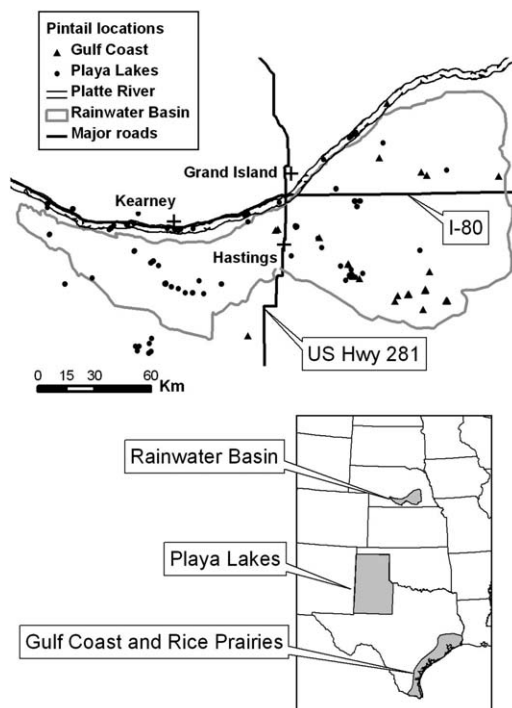 Pintail locations
Gulf Coast
Playa Lakes
Platte River
Rainwater Basin
Major roads
Grand Island
Kearney
I-80
Hastings
US Hwy 281
0 15 30 60
Km
Rainwater Basin
Playa Lakes
Gulf Coast and Rice Prairies